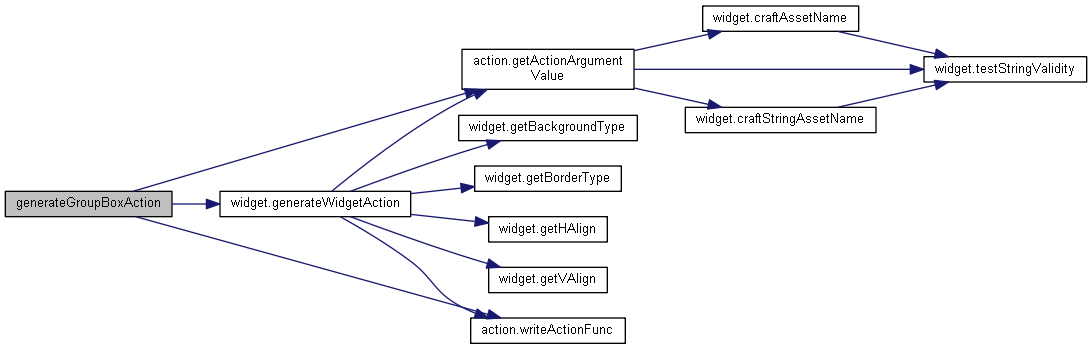 generateGroupBoxAction
widget.generateWidgetAction
action.getActionArgument
Value
widget.getBackgroundType
widget.getBorderType
widget.getHAlign
widget.getVAlign
action.writeActionFunc
widget.craftAssetName
widget.craftStringAssetName
widget.testStringValidity